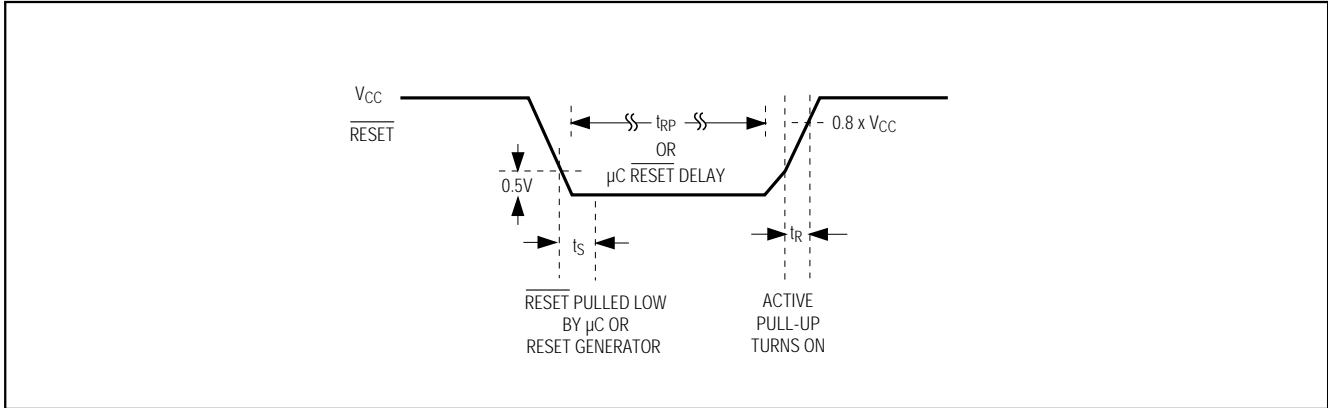 VCC
RESET
tRP
OR
µC RESET DELAY
0.8 x VCC
0.5V
tS
tR
RESET PULLED LOW
BY µC OR
RESET GENERATOR
ACTIVE
PULL-UP
TURNS ON